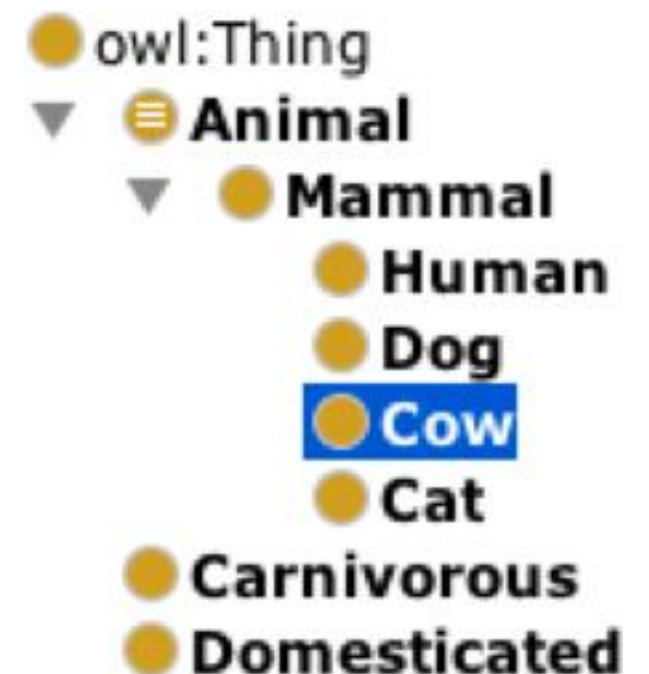 owl:Thing
Animal
Mammal
Human
Dog
Cow
Cat
Carnivorous
Domesticated